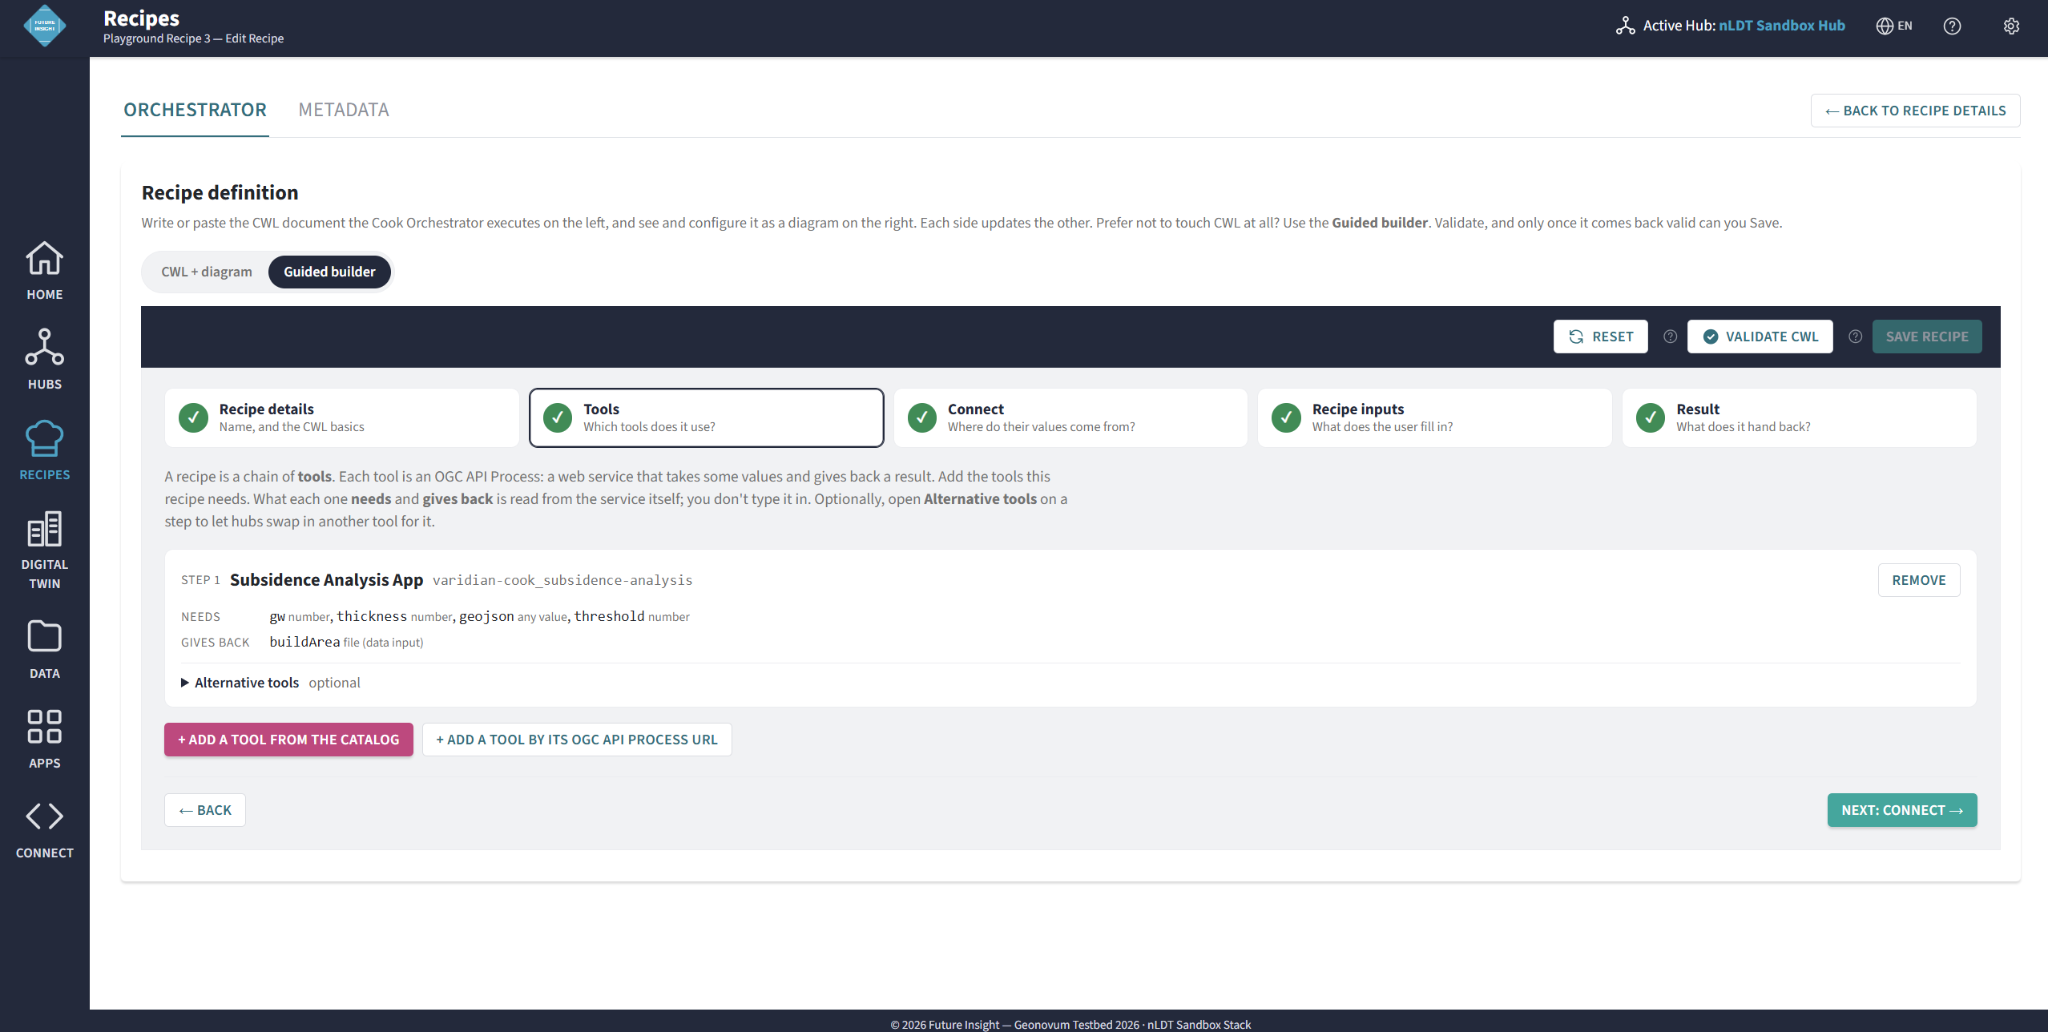 FUTURE INSIGHT
Recipes
Playground Recipe 3 — Edit Recipe
Active Hub: nLDT Sandbox Hub
EN
HOME
HUBS
RECIPES
DIGITAL TWIN
DATA
APPS
CONNECT
ORCHESTRATOR
METADATA
← BACK TO RECIPE DETAILS
Recipe definition
Write or paste the CWL document the Cook Orchestrator executes on the left, and see and configure it as a diagram on the right. Each side updates the other. Prefer not to touch CWL at all? Use the Guided builder. Validate, and only once it comes back valid can you Save.
CWL + diagram
Guided builder
RESET
VALIDATE CWL
SAVE RECIPE
Recipe details
Name, and the CWL basics
Tools
Which tools does it use?
Connect
Where do their values come from?
Recipe inputs
What does the user fill in?
Result
What does it hand back?
A recipe is a chain of tools. Each tool is an OGC API Process: a web service that takes some values and gives back a result. Add the tools this
recipe needs. What each one needs and gives back is read from the service itself; you don't type it in. Optionally, open Alternative tools on a
step to let hubs swap in another tool for it.
STEP 1 Subsidence Analysis App varidian-cook_subsidence-analysis
REMOVE
NEEDS gw number, thickness number, geojson any value, threshold number
GIVES BACK buildArea file (data input)
▶ Alternative tools optional
+ ADD A TOOL FROM THE CATALOG
+ ADD A TOOL BY ITS OGC API PROCESS URL
← BACK
NEXT: CONNECT →
© 2026 Future Insight — Geonovum Testbed 2026 · nLDT Sandbox Stack